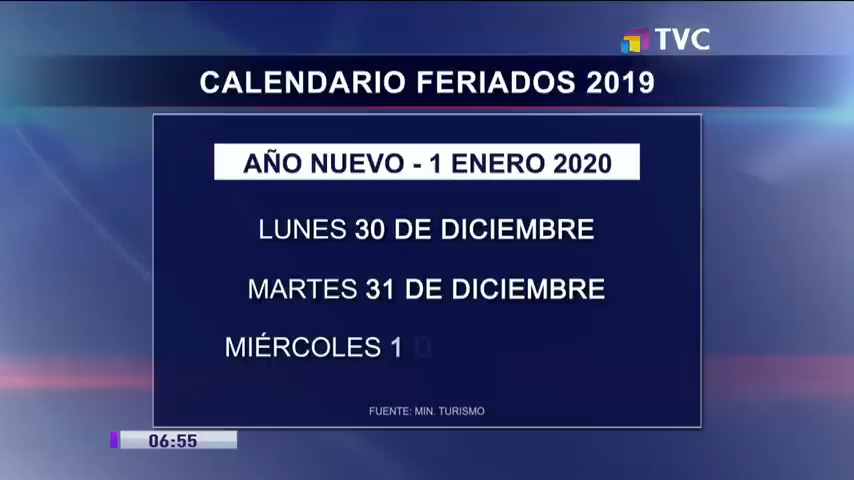 TVC
CALENDARIO FERIADOS 2019
AÑO NUEVO - 1 ENERO 2020
LUNES 30 DE DICIEMBRE
MARTES 31 DE DICIEMBRE
MIÉRCOLES 1
FUENTE: MIN. TURISMO
06:55